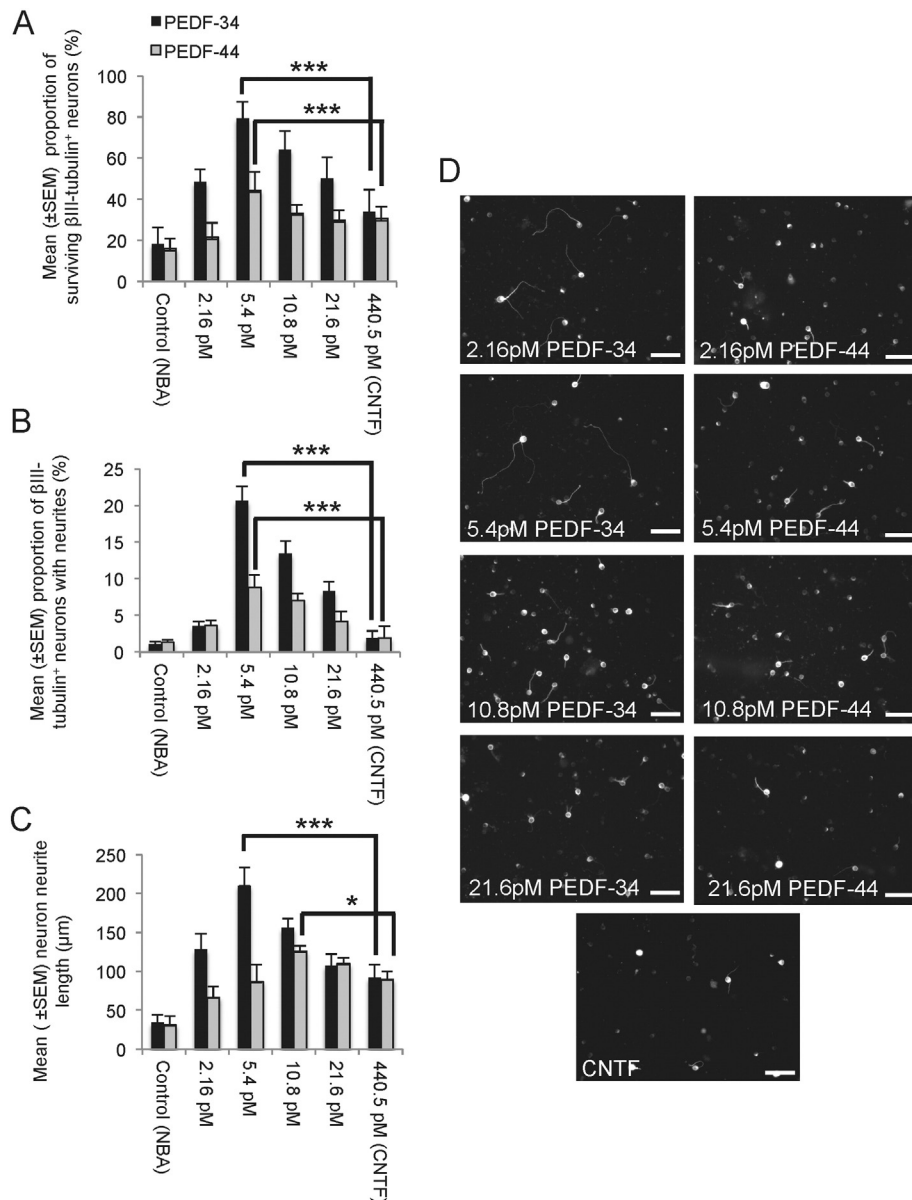 A
PEDF-34
PEDF-44
Mean (±SEM) proportion of
surviving βIII-tubulin⁺ neurons (%)
100
80
60
40
20
0
***
***
Control (NBA)
2.16 pM
5.4 pM
10.8 pM
21.6 pM
440.5 pM (CNTF)
B
Mean (±SEM) proportion of βIII-
tubulin⁺ neurons with neurites (%)
25
20
15
10
5
0
***
***
Control (NBA)
2.16 pM
5.4 pM
10.8 pM
21.6 pM
440.5 pM (CNTF)
C
Mean ( ±SEM) neuron neurite
length (μm)
250
200
150
100
50
0
***
*
Control (NBA)
2.16 pM
5.4 pM
10.8 pM
21.6 pM
440.5 pM (CNTF)
D
2.16pM PEDF-34
2.16pM PEDF-44
5.4pM PEDF-34
5.4pM PEDF-44
10.8pM PEDF-34
10.8pM PEDF-44
21.6pM PEDF-34
21.6pM PEDF-44
CNTF